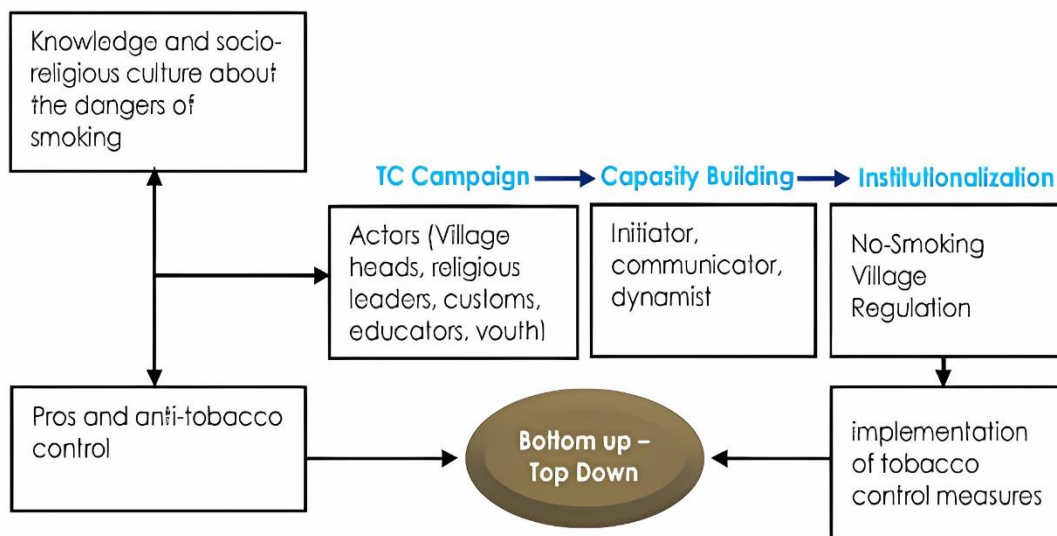 Knowledge and socio-
religious culture about
the dangers of
smoking
TC Campaign
Capasity Building
Institutionalization
Actors (Village
heads, religious
leaders, customs,
educators, youth)
Initiator,
communicator,
dynamist
No-Smoking
Village
Regulation
Pros and anti-tobacco
control
Bottom up –
Top Down
implementation
of tobacco
control measures